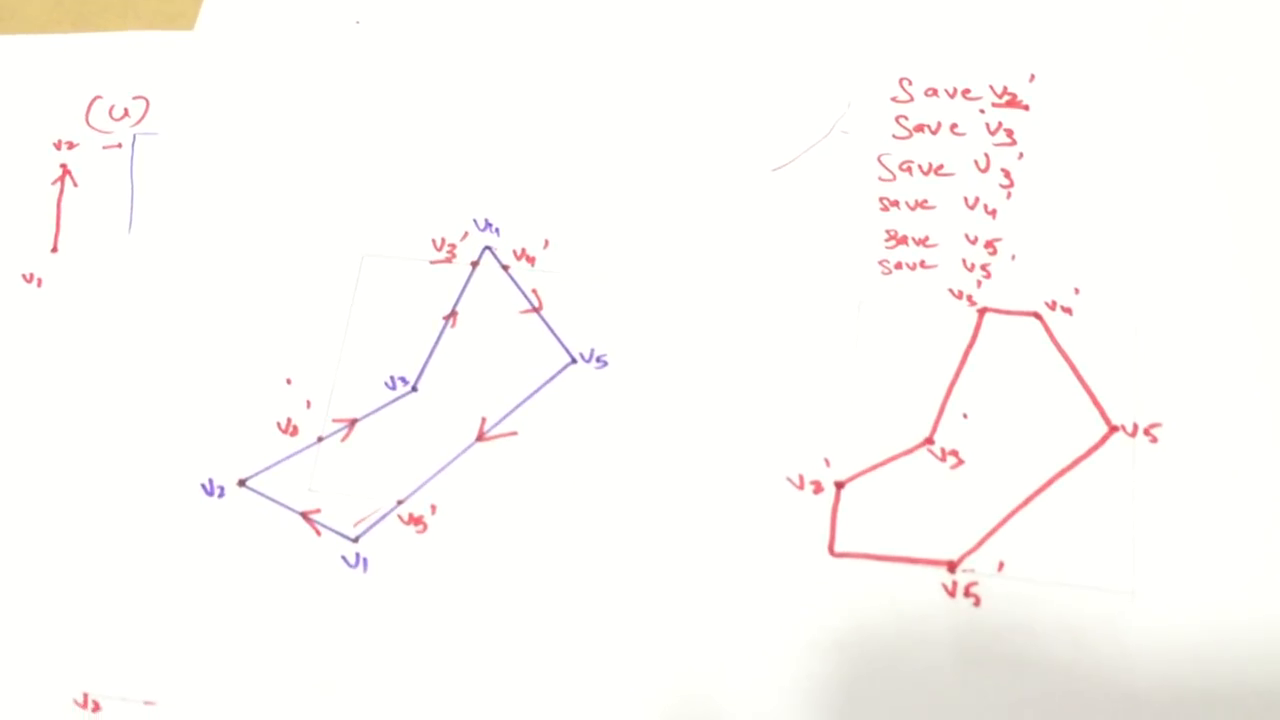 (u)
v2
v1
Save v2'
Save v3
Save v3'
save v4'
save v5
save v5'
v4
v3'
v4'
v3
v5
v2'
v2
v5'
v1
v3'
v4'
v5
v3
v2'
v5'
v2